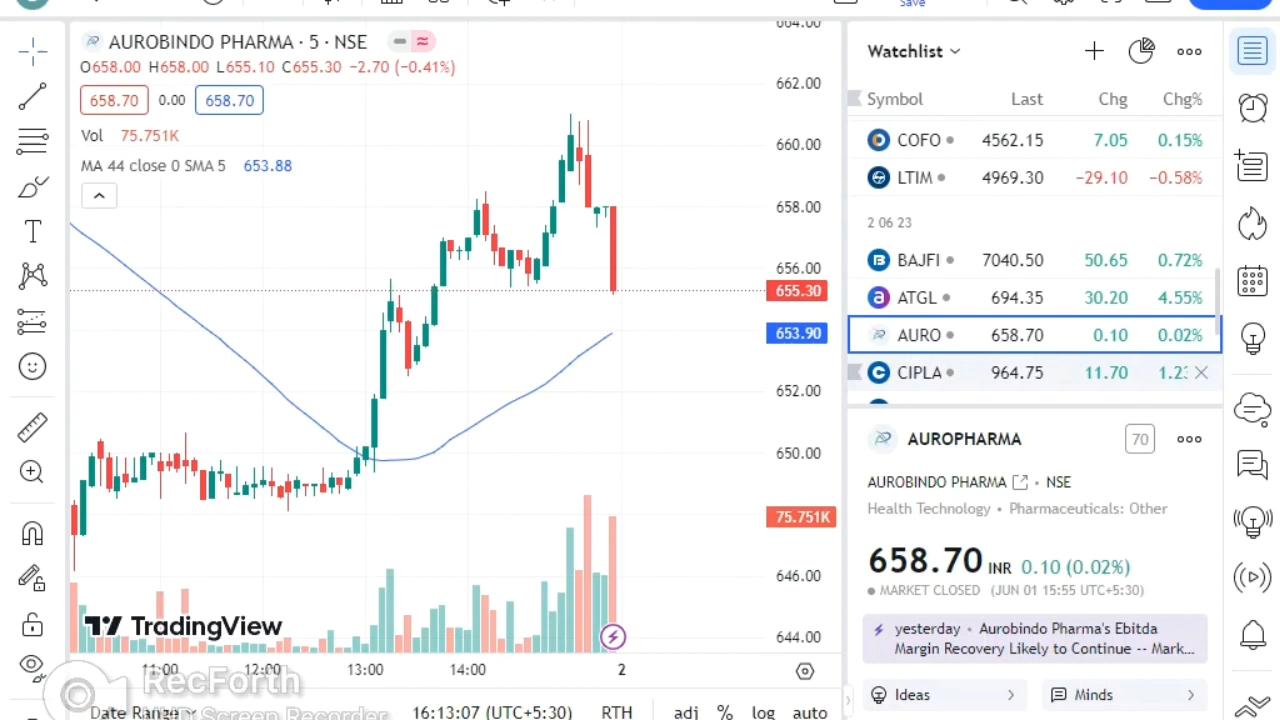 Save
AUROBINDO PHARMA · 5 · NSE
O658.00 H658.00 L655.10 C655.30 −2.70 (−0.41%)
658.70 0.00 658.70
Vol 75.751K
MA 44 close 0 SMA 5 653.88
664.00
662.00
660.00
658.00
656.00
655.30
653.90
652.00
650.00
75.751K
646.00
644.00
TradingView
11:00 12:00 13:00 14:00 2
RecForth
Screen Recorder
Date Range 16:13:07 (UTC+5:30) RTH adj % log auto
Watchlist
Symbol Last Chg Chg%
COFO 4562.15 7.05 0.15%
LTIM 4969.30 −29.10 −0.58%
2 06 23
BAJFI 7040.50 50.65 0.72%
ATGL 694.35 30.20 4.55%
AURO 658.70 0.10 0.02%
CIPLA 964.75 11.70
AUROPHARMA 70
AUROBINDO PHARMA • NSE
Health Technology • Pharmaceuticals: Other
658.70 INR 0.10 (0.02%)
MARKET CLOSED (JUN 01 15:55 UTC+5:30)
yesterday • Aurobindo Pharma's Ebitda
Margin Recovery Likely to Continue -- Mark...
Ideas Minds